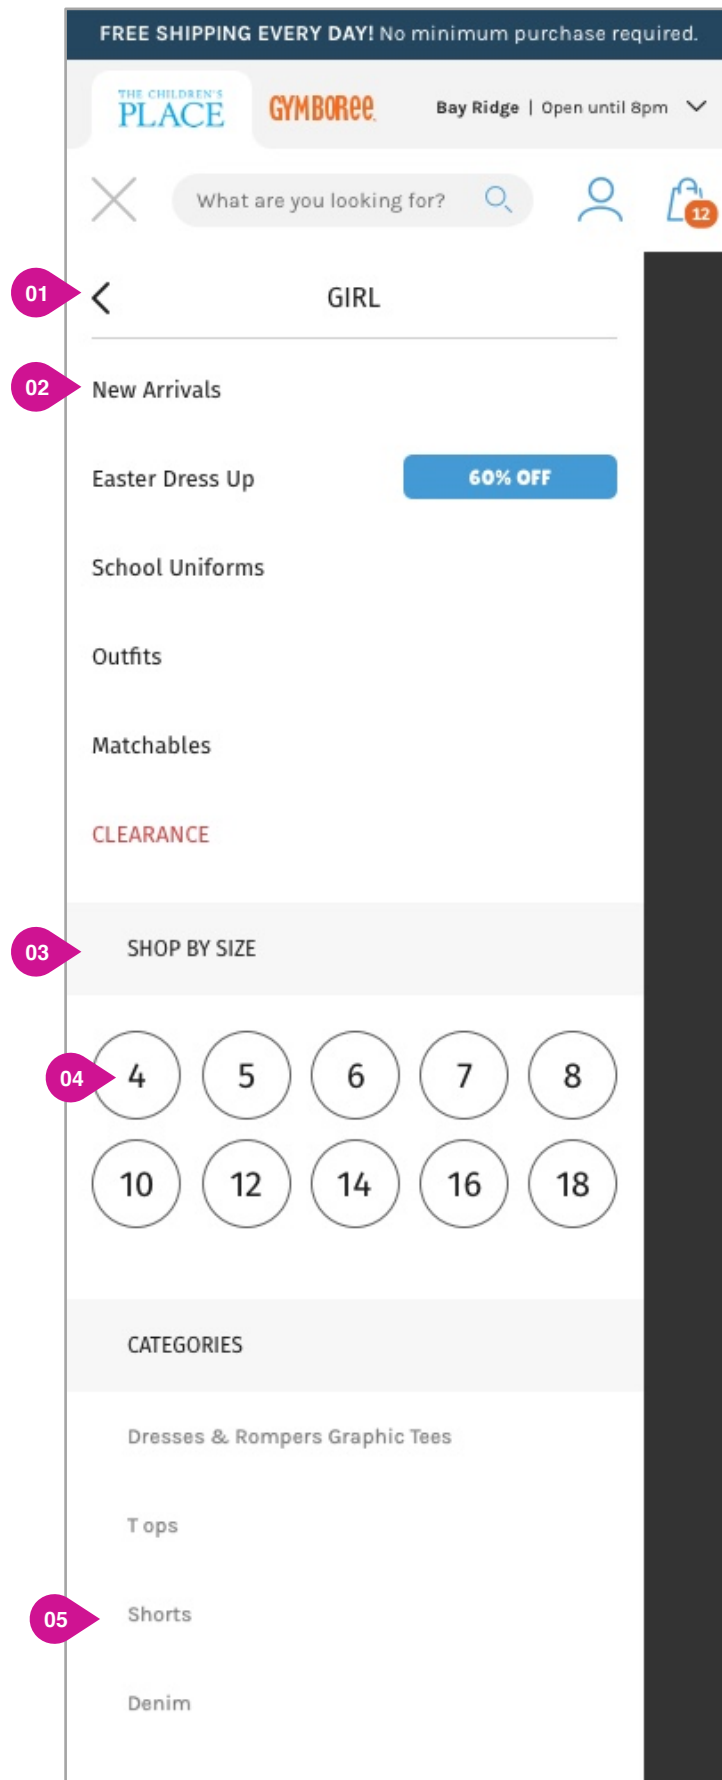 FREE SHIPPING EVERY DAY! No minimum purchase required.
THE CHILDREN'S
PLACE
GYMBOREE
Bay Ridge | Open until 8pm
What are you looking for?
12
01
GIRL
02
New Arrivals
Easter Dress Up
60% OFF
School Uniforms
Outfits
Matchables
CLEARANCE
03
SHOP BY SIZE
04
4 5 6 7 8
10 12 14 16 18
CATEGORIES
Dresses & Rompers Graphic Tees
T ops
05
Shorts
Denim